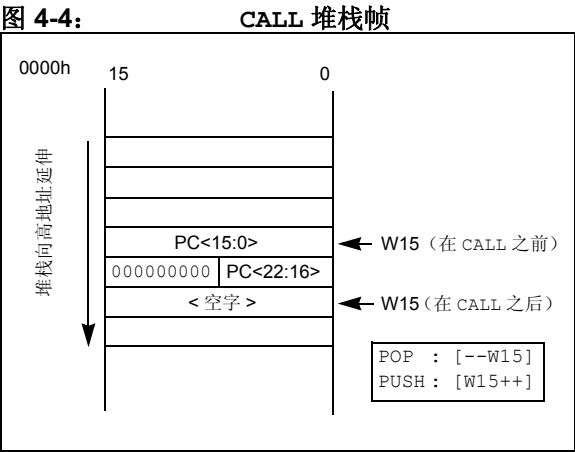 图 4-4： CALL 堆栈帧
0000h
15 0
堆栈向高地址延伸
PC<15:0>
W15（在 CALL 之前）
000000000 PC<22:16>
< 空字 >
W15（在 CALL 之后）
POP : [--W15]
PUSH : [W15++]